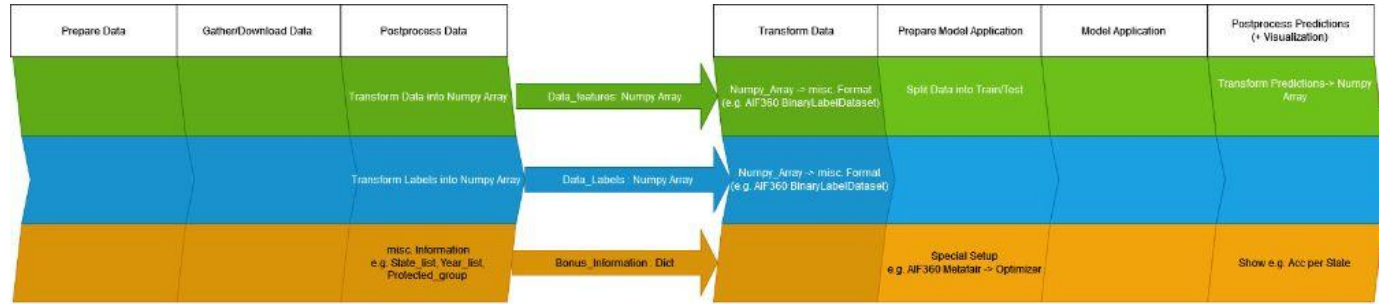 Prepare Data
Gather/Download Data
Postprocess Data
Transform Data
Prepare Model Application
Model Application
Postprocess Predictions
(+ Visualization)
Transform Data into Numpy Array
Data_features: Numpy Array
Numpy_Array -> misc. Format
(e.g. AIF360 BinaryLabelDataset)
Split Data into Train/Test
Transform Predictions-> Numpy
Array
Transform Labels into Numpy Array
Data_Labels : Numpy Array
Numpy_Array -> misc. Format
(e.g. AIF360 BinaryLabelDataset)
misc. Information
e.g. State_list, Year_list,
Protected_group
Bonus_Information : Dict
Special Setup
e.g. AIF360 Metafair -> Optimizer
Show e.g. Acc per State